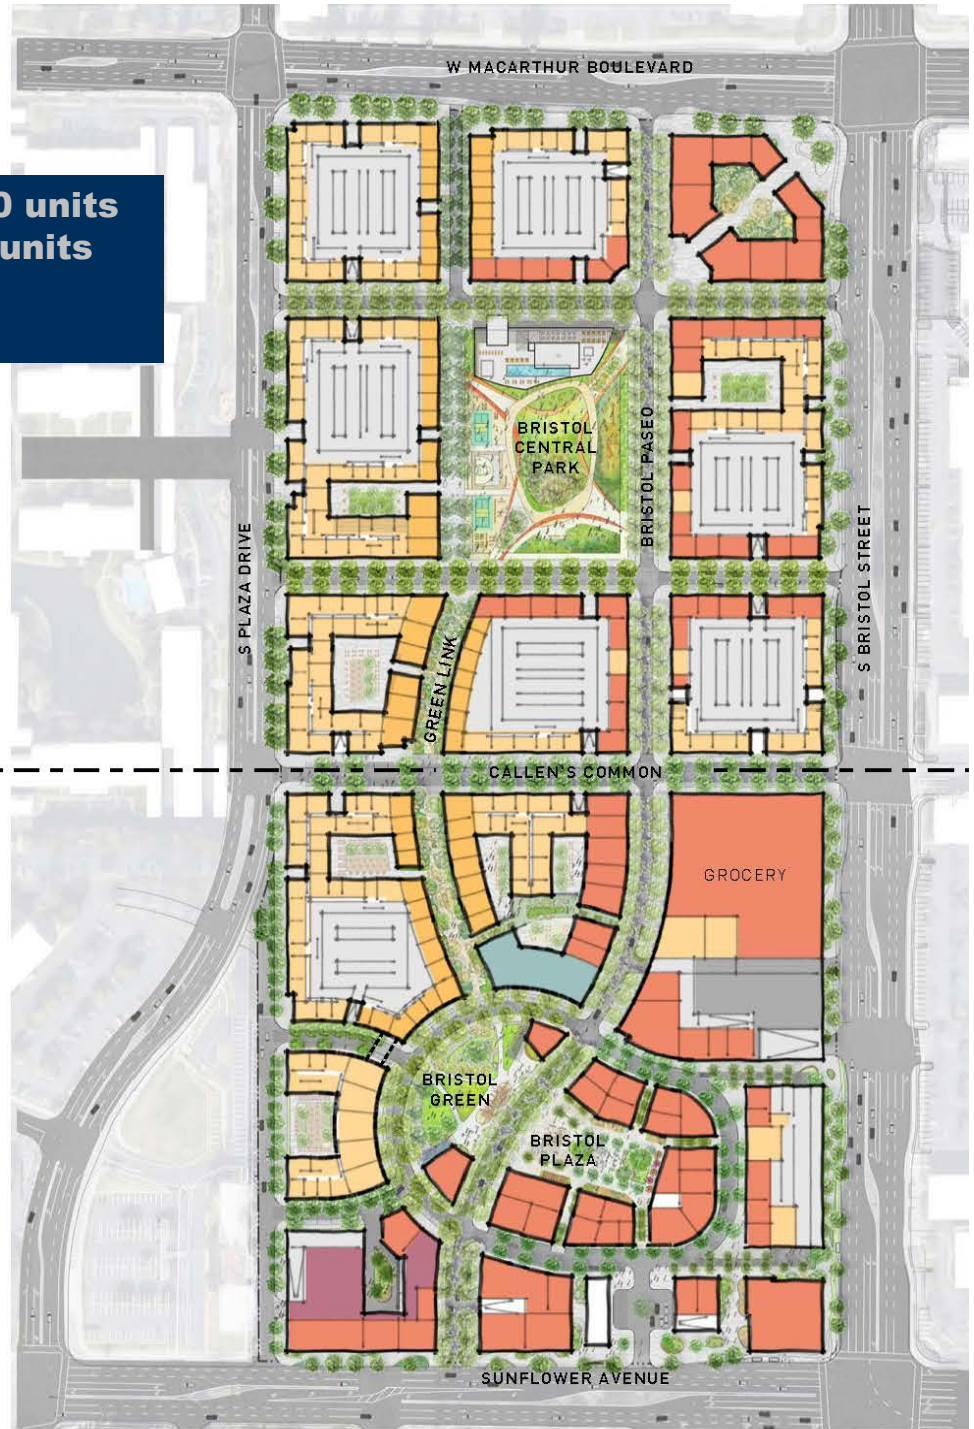 W MACARTHUR BOULEVARD
0 units
units
BRISTOL
CENTRAL
PARK
BRISTOL PASEO
S PLAZA DRIVE
S BRISTOL STREET
GREEN LINK
CALLEN'S COMMON
GROCERY
BRISTOL
GREEN
BRISTOL
PLAZA
SUNFLOWER AVENUE